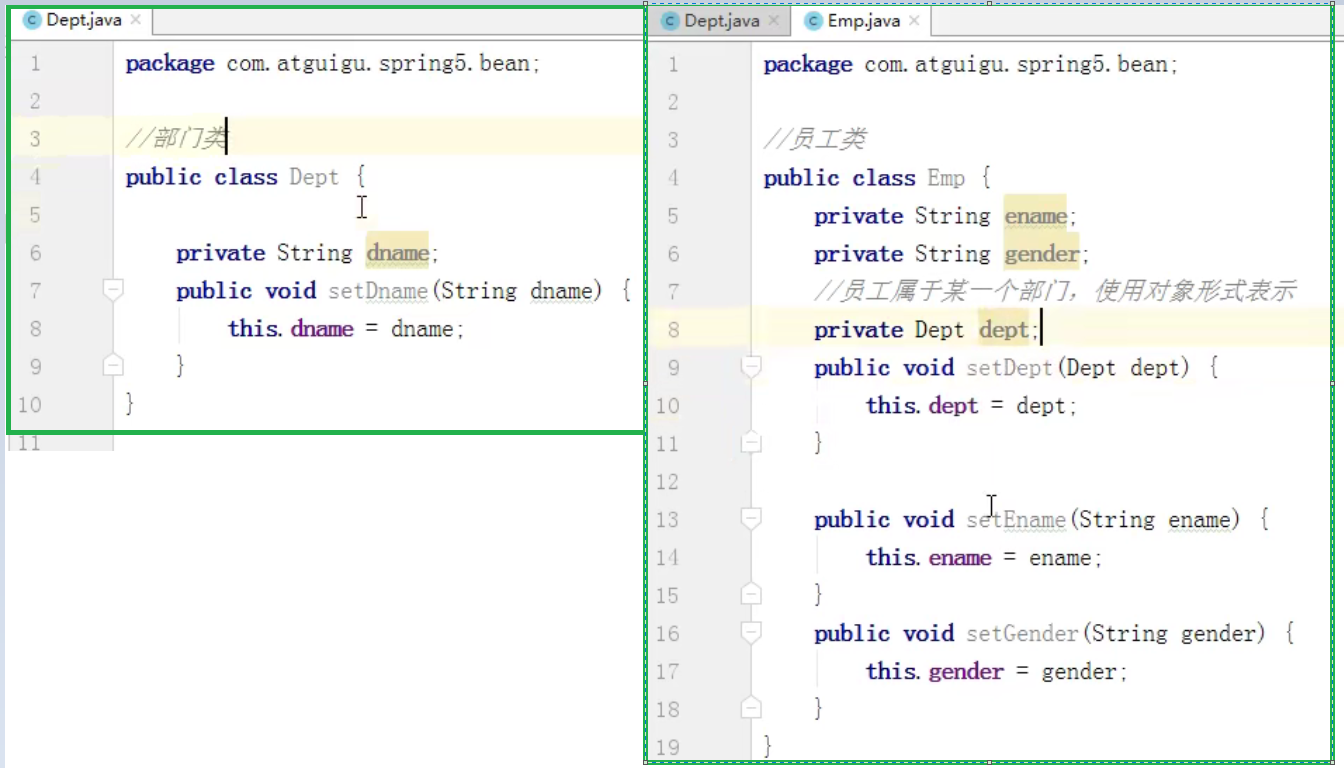 Dept.java
1 package com.atguigu.spring5.bean;
2
3 //部门类
4 public class Dept {
5
6 private String dname;
7 public void setDname(String dname) {
8 this.dname = dname;
9 }
10 }
11
Dept.java Emp.java
1 package com.atguigu.spring5.bean;
2
3 //员工类
4 public class Emp {
5 private String ename;
6 private String gender;
7 //员工属于某一个部门，使用对象形式表示
8 private Dept dept;
9 public void setDept(Dept dept) {
10 this.dept = dept;
11 }
12
13 public void setEname(String ename) {
14 this.ename = ename;
15 }
16 public void setGender(String gender) {
17 this.gender = gender;
18 }
19 }